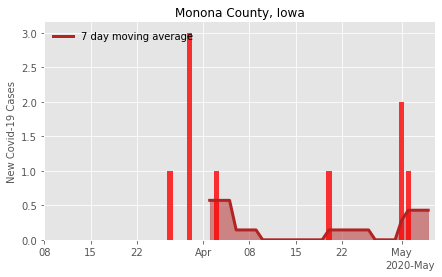 Monona County, Iowa
7 day moving average
New Covid-19 Cases
3.0
2.5
2.0
1.5
1.0
0.5
0.0
08 15 22 Apr 08 15 22 May
2020-May